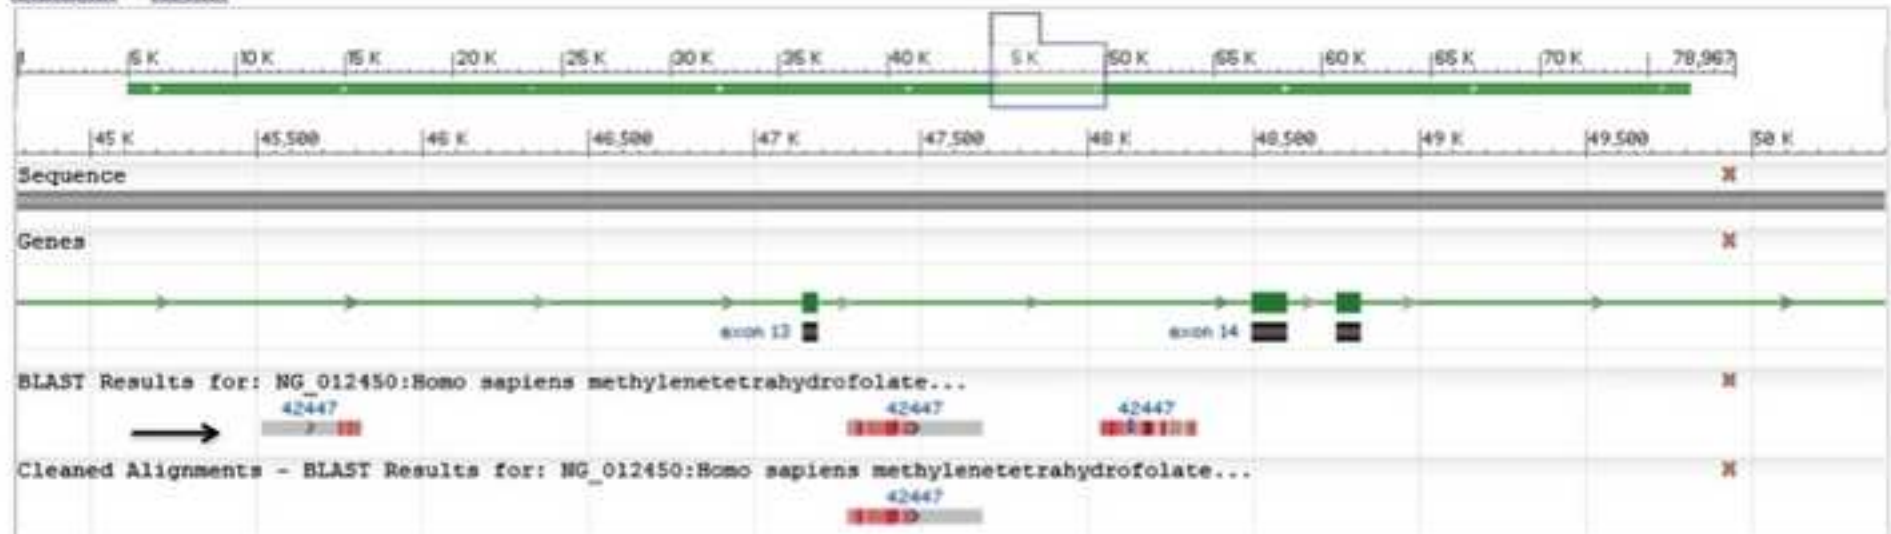 1 5 K 10 K 15 K 20 K 25 K 30 K 35 K 40 K 5 K 50 K 55 K 60 K 65 K 70 K 78,967
45 K 45,500 46 K 46,500 47 K 47,500 48 K 48,500 49 K 49,500 50 K
Sequence
Genes
exon 13 exon 14
BLAST Results for: NG_012450:Homo sapiens methylenetetrahydrofolate...
42447 42447 42447
Cleaned Alignments - BLAST Results for: NG_012450:Homo sapiens methylenetetrahydrofolate...
42447